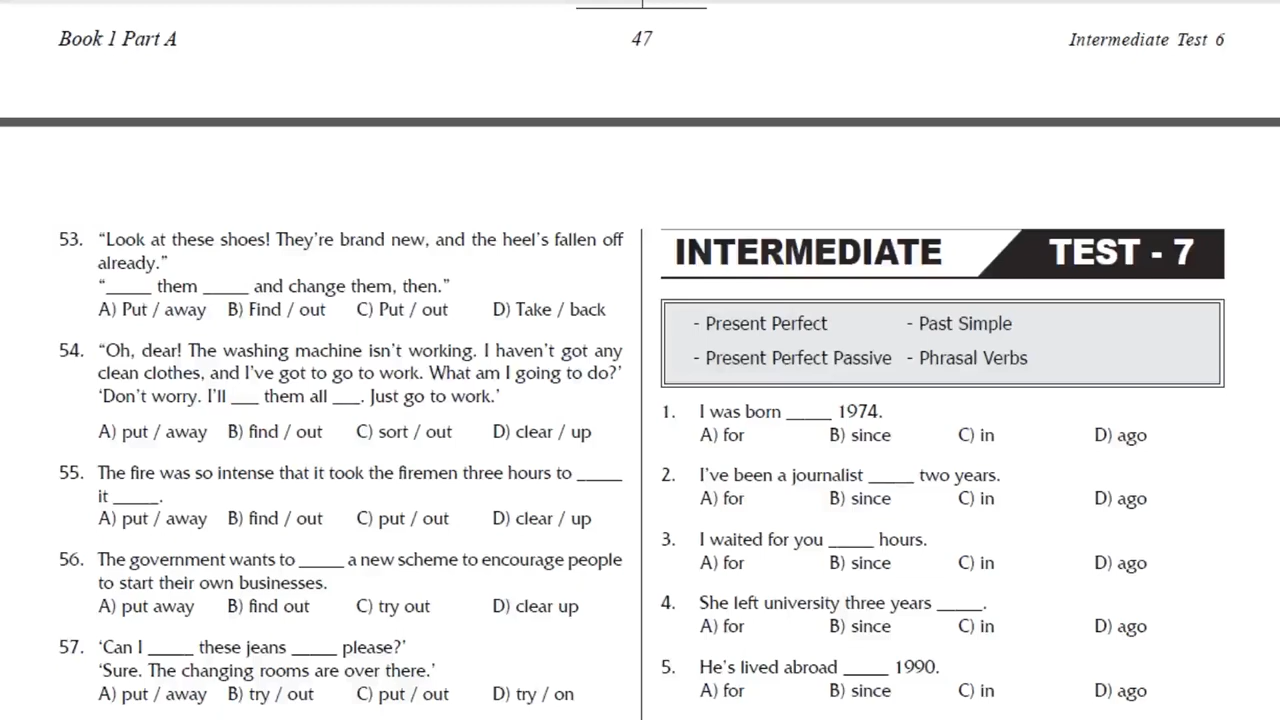 Book 1 Part A
47
Intermediate Test 6
53. “Look at these shoes! They’re brand new, and the heel’s fallen off
already.”
“_____ them _____ and change them, then.”
A) Put / away B) Find / out C) Put / out D) Take / back
54. “Oh, dear! The washing machine isn’t working. I haven’t got any
clean clothes, and I’ve got to go to work. What am I going to do?’
‘Don’t worry. I’ll ___ them all ___. Just go to work.’
A) put / away B) find / out C) sort / out D) clear / up
55. The fire was so intense that it took the firemen three hours to _____
it _____.
A) put / away B) find / out C) put / out D) clear / up
56. The government wants to _____ a new scheme to encourage people
to start their own businesses.
A) put away B) find out C) try out D) clear up
57. ‘Can I _____ these jeans _____ please?’
‘Sure. The changing rooms are over there.’
A) put / away B) try / out C) put / out D) try / on
INTERMEDIATE TEST - 7
- Present Perfect - Past Simple
- Present Perfect Passive - Phrasal Verbs
1. I was born _____ 1974.
A) for B) since C) in D) ago
2. I’ve been a journalist _____ two years.
A) for B) since C) in D) ago
3. I waited for you _____ hours.
A) for B) since C) in D) ago
4. She left university three years _____.
A) for B) since C) in D) ago
5. He’s lived abroad _____ 1990.
A) for B) since C) in D) ago